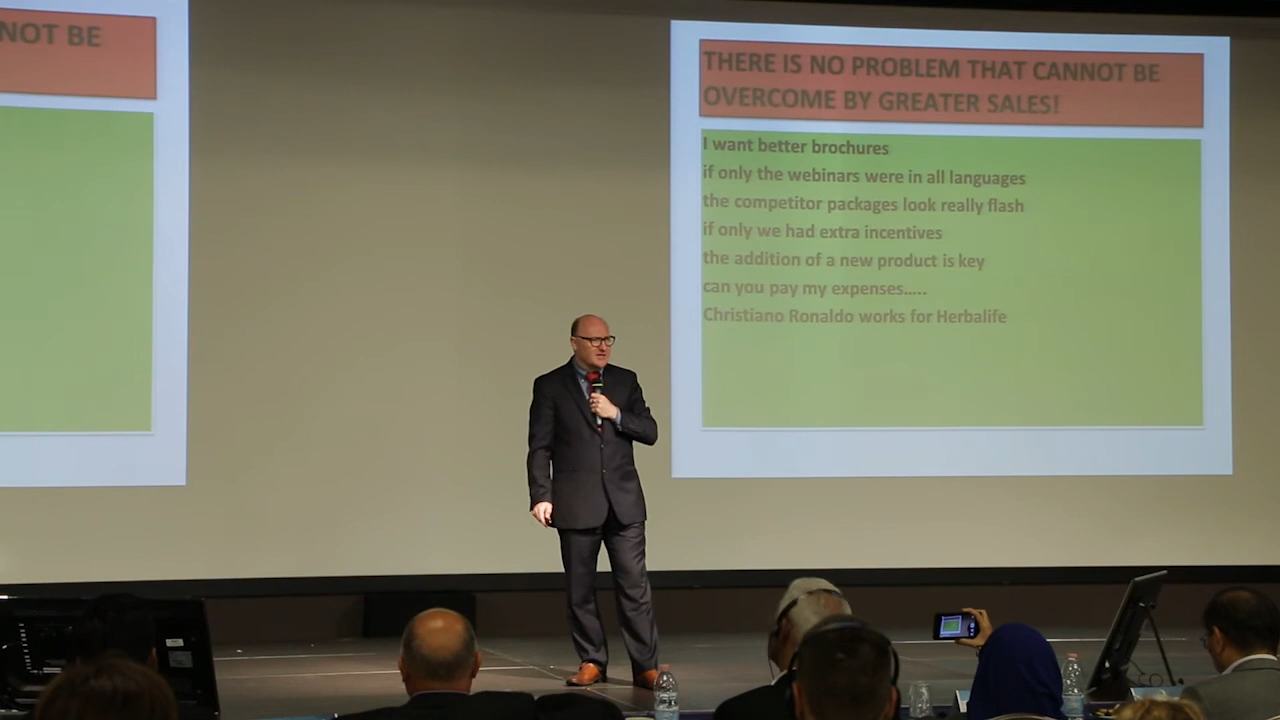 NOT BE
THERE IS NO PROBLEM THAT CANNOT BE
OVERCOME BY GREATER SALES!
I want better brochures
if only the webinars were in all languages
the competitor packages look really flash
if only we had extra incentives
the addition of a new product is key
can you pay my expenses.....
Christiano Ronaldo works for Herbalife